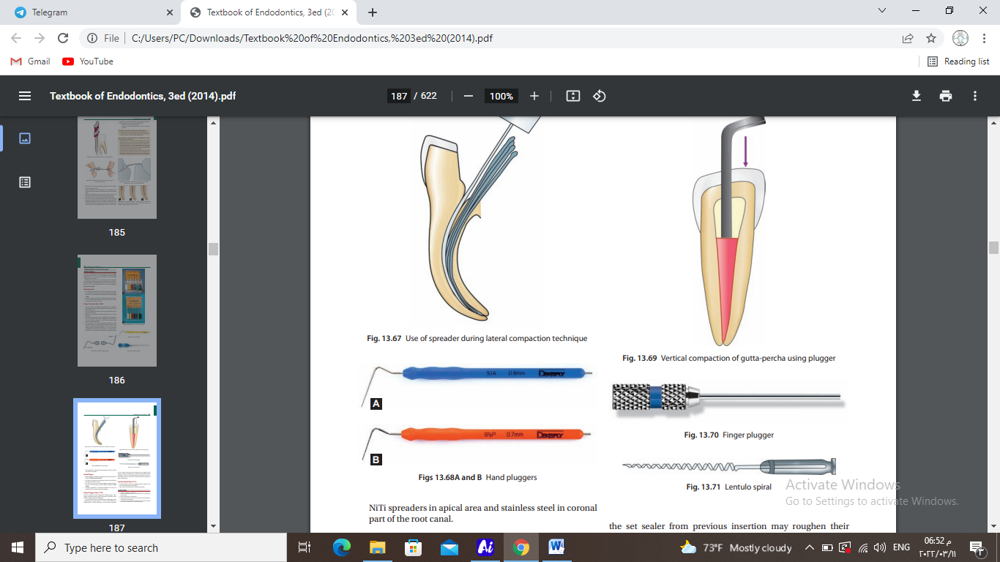 Telegram
Textbook of Endodontics, 3ed (20
File
C:/Users/PC/Downloads/Textbook%20of%20Endodontics,%203ed%20(2014).pdf
Gmail
YouTube
Reading list
Textbook of Endodontics, 3ed (2014).pdf
187 / 622
100%
185
186
187
Fig. 13.67 Use of spreader during lateral compaction technique
10A 0.8mm DENTSPLY
A
9½P 0.7mm DENTSPLY
B
Figs 13.68A and B Hand pluggers
NiTi spreaders in apical area and stainless steel in coronal
part of the root canal.
Fig. 13.69 Vertical compaction of gutta-percha using plugger
Fig. 13.70 Finger plugger
Fig. 13.71 Lentulo spiral
the set sealer from previous insertion may roughen their
Activate Windows
Go to Settings to activate Windows.
Type here to search
Ai
W
73°F Mostly cloudy
ENG
06:52 م
٢٠٢٢/٠٣/١١
٣